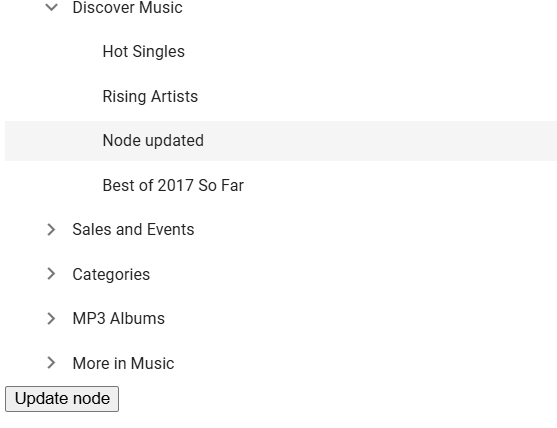 Discover Music
Hot Singles
Rising Artists
Node updated
Best of 2017 So Far
Sales and Events
Categories
MP3 Albums
More in Music
Update node